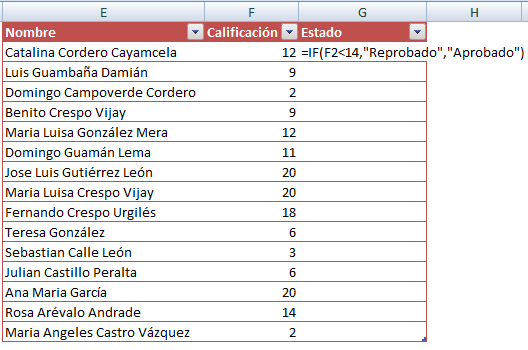 E F G H
Nombre Calificación Estado
Catalina Cordero Cayamcela 12 =IF(F2<14,"Reprobado","Aprobado")
Luis Guambaña Damián 9
Domingo Campoverde Cordero 2
Benito Crespo Vijay 9
Maria Luisa González Mera 12
Domingo Guamán Lema 11
Jose Luis Gutiérrez León 20
Maria Luisa Crespo Vijay 20
Fernando Crespo Urgilés 18
Teresa González 6
Sebastian Calle León 3
Julian Castillo Peralta 6
Ana Maria García 20
Rosa Arévalo Andrade 14
Maria Angeles Castro Vázquez 2